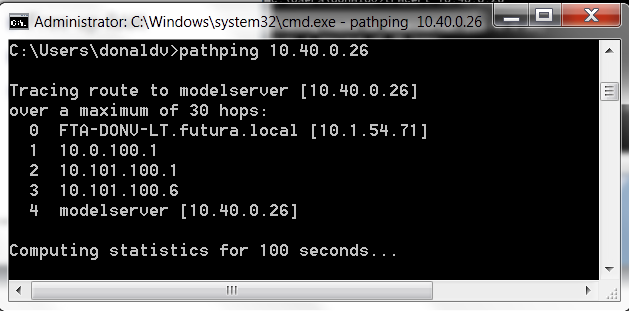 Administrator: C:\Windows\system32\cmd.exe - pathping 10.40.0.26
C:\Users\donaldv>pathping 10.40.0.26
Tracing route to modelserver [10.40.0.26]
over a maximum of 30 hops:
0 FTA-DONV-LT.futura.local [10.1.54.71]
1 10.0.100.1
2 10.101.100.1
3 10.101.100.6
4 modelserver [10.40.0.26]
Computing statistics for 100 seconds...